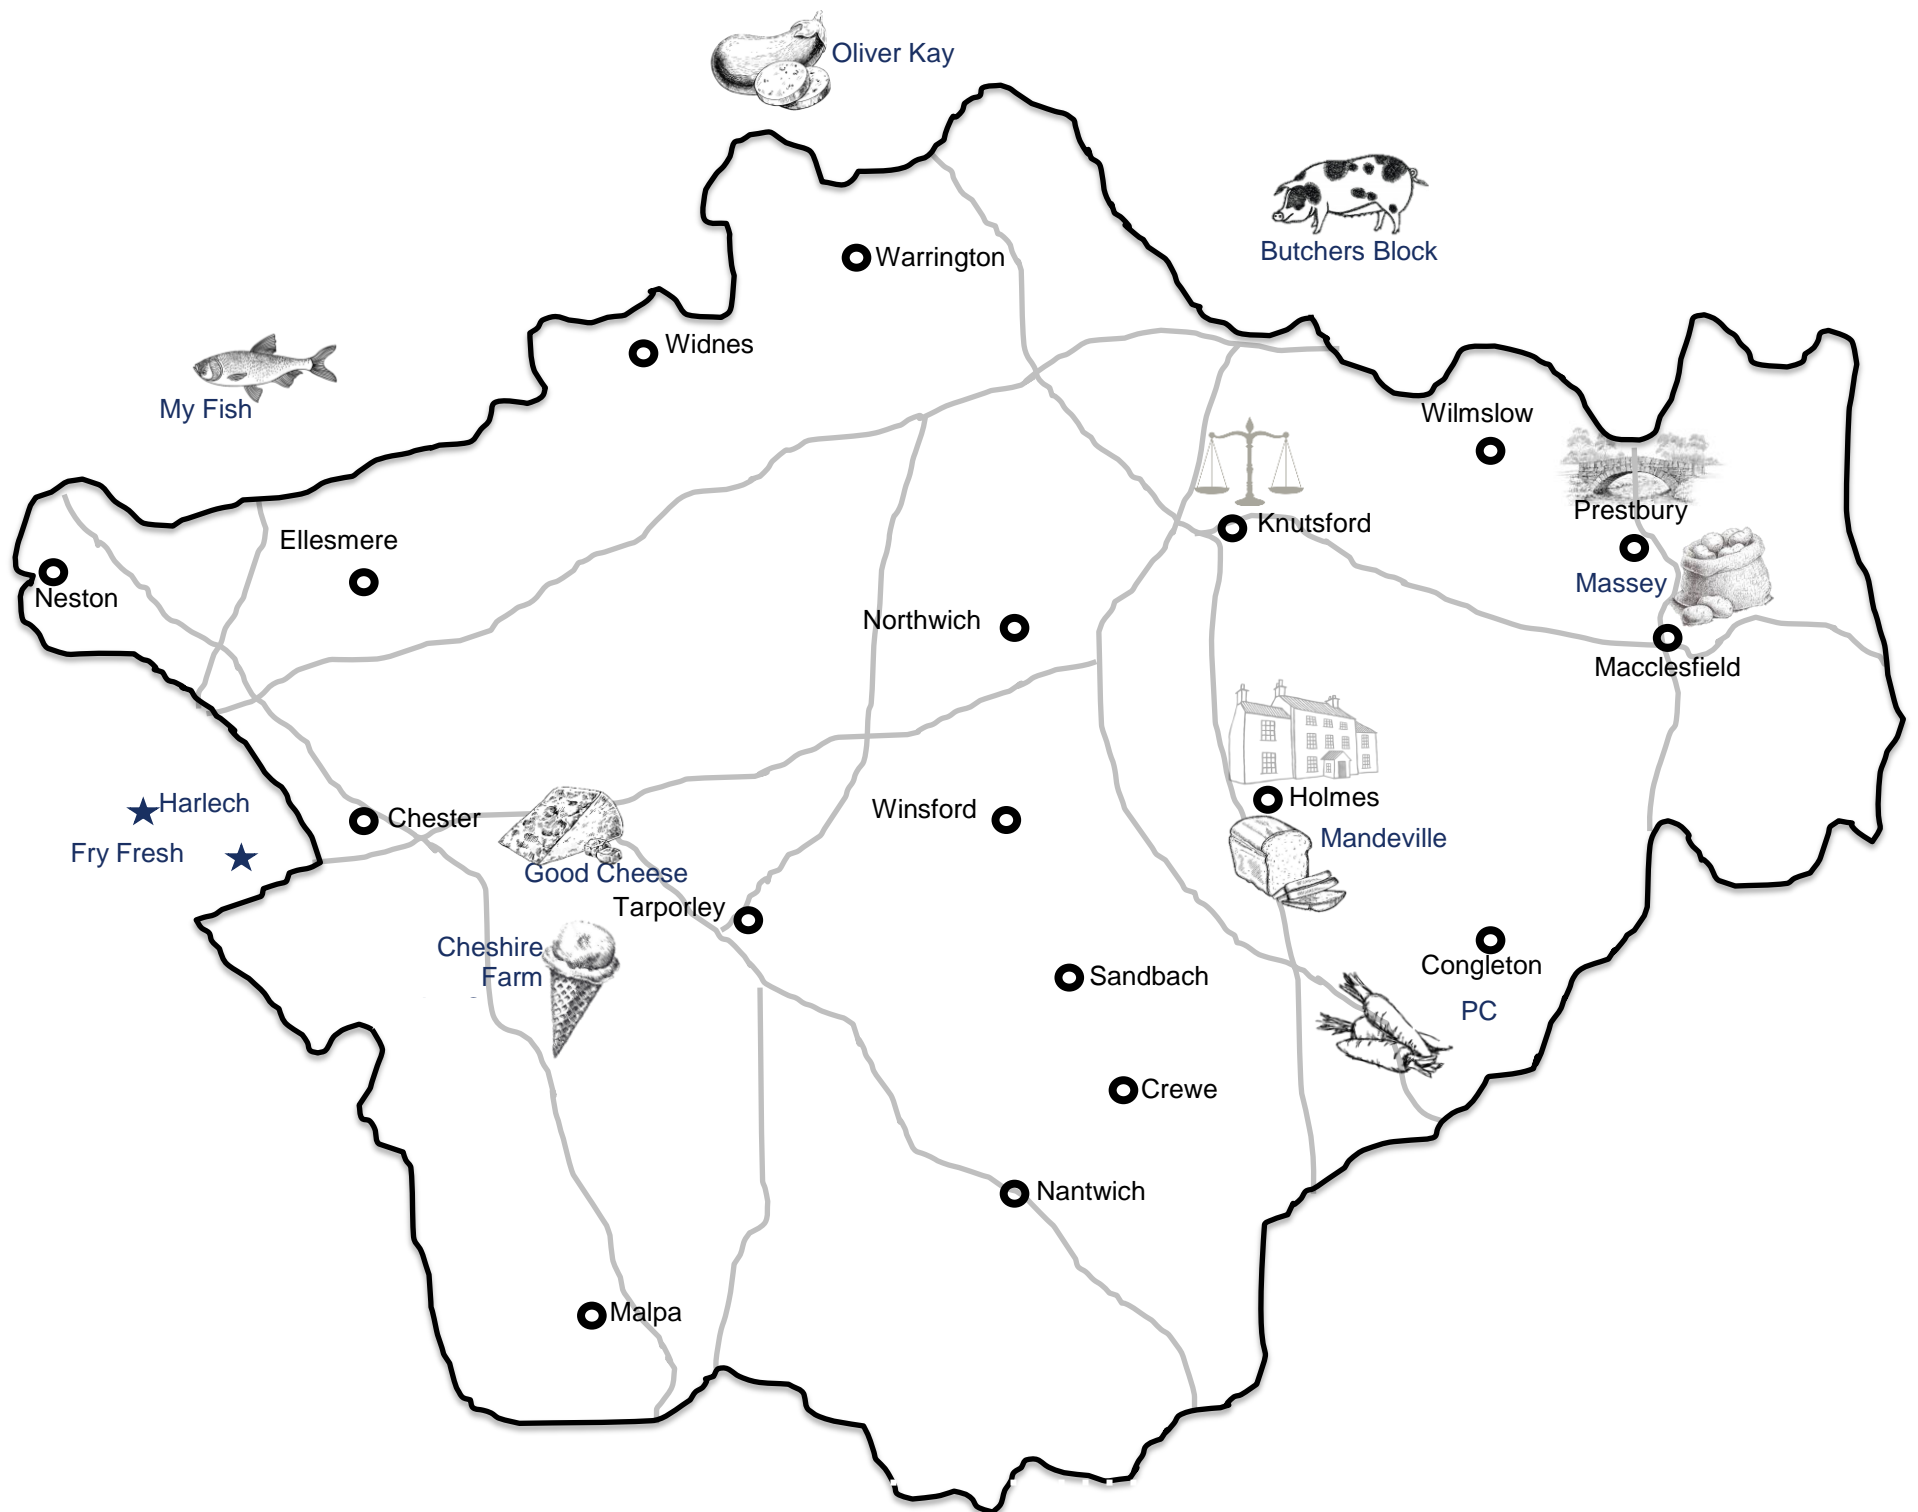 Oliver Kay
Butchers Block
Warrington
Widnes
My Fish
Wilmslow
Prestbury
Knutsford
Ellesmere
Massey
Neston
Northwich
Macclesfield
Harlech
Holmes
Chester
Winsford
Mandeville
Fry Fresh
Good Cheese
Tarporley
Cheshire
Farm
Congleton
Sandbach
PC
Crewe
Nantwich
Malpa